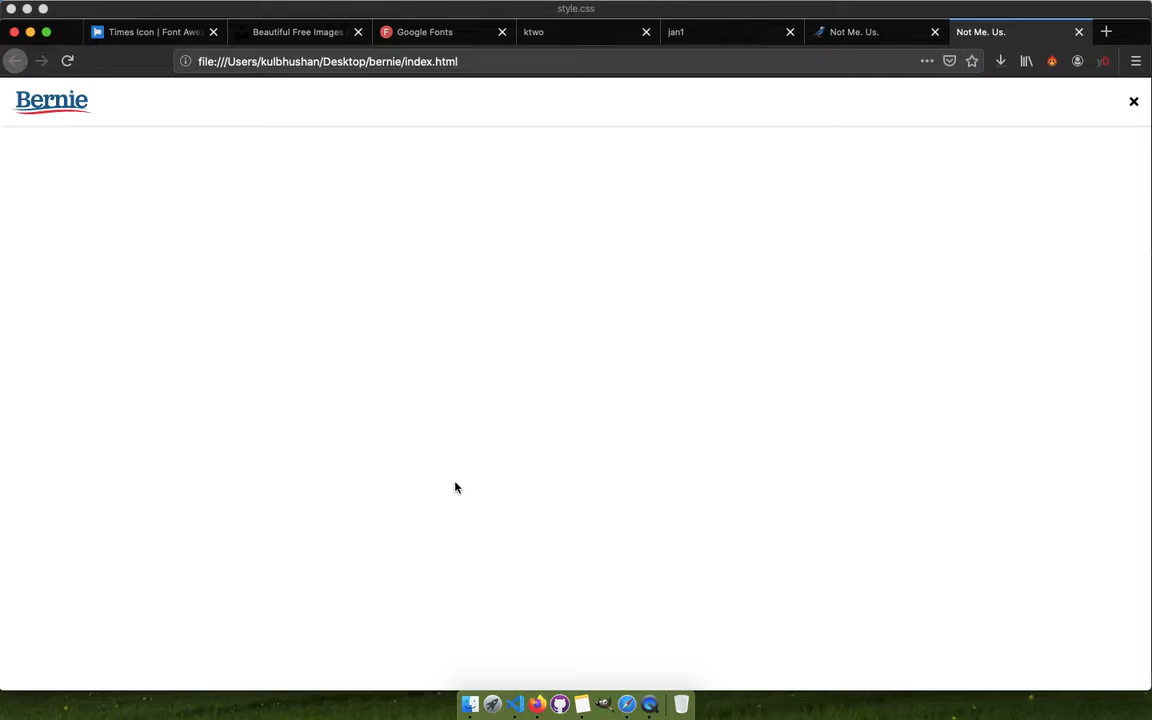 style.css
Times Icon | Font Awe
Beautiful Free Images
Google Fonts
ktwo
jan1
Not Me. Us.
Not Me. Us.
file:///Users/kulbhushan/Desktop/bernie/index.html
yD
Bernie